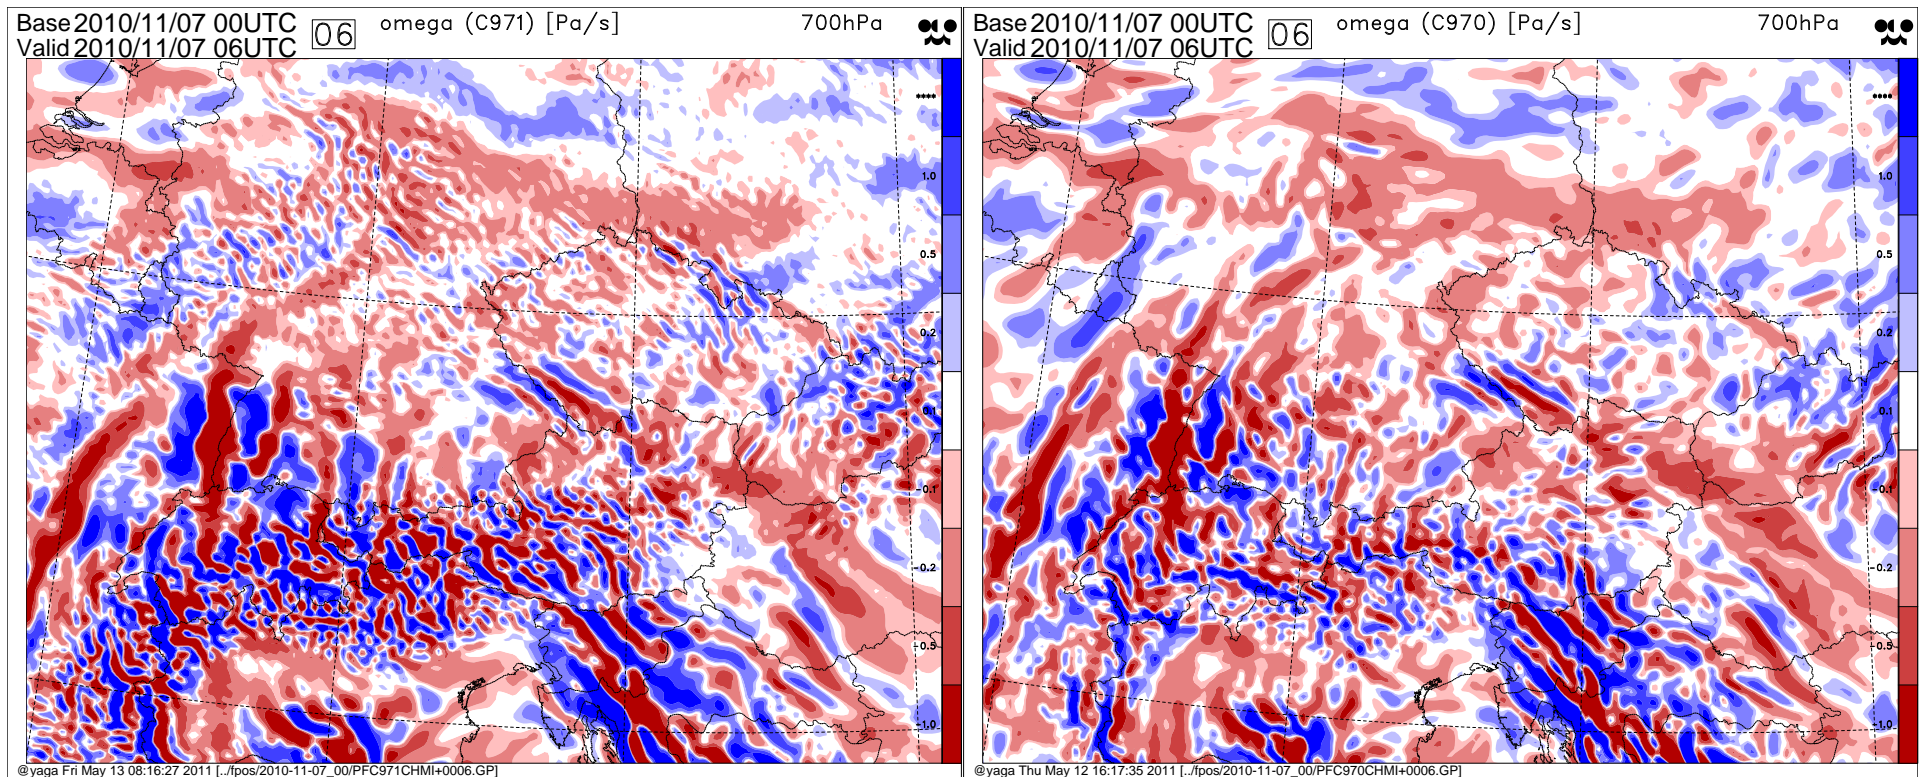 Base 2010/11/07 00UTC
Valid 2010/11/07 06UTC
06
omega (C971) [Pa/s]
700hPa
****
1.0
0.5
0.2
0.1
-0.1
-0.2
-0.5
-1.0
@yaga Fri May 13 08:16:27 2011 [../fpos/2010-11-07_00/PFC971CHMI+0006.GP]
Base 2010/11/07 00UTC
Valid 2010/11/07 06UTC
06
omega (C970) [Pa/s]
700hPa
****
1.0
0.5
0.2
0.1
-0.1
-0.2
-0.5
-1.0
@yaga Thu May 12 16:17:35 2011 [../fpos/2010-11-07_00/PFC970CHMI+0006.GP]